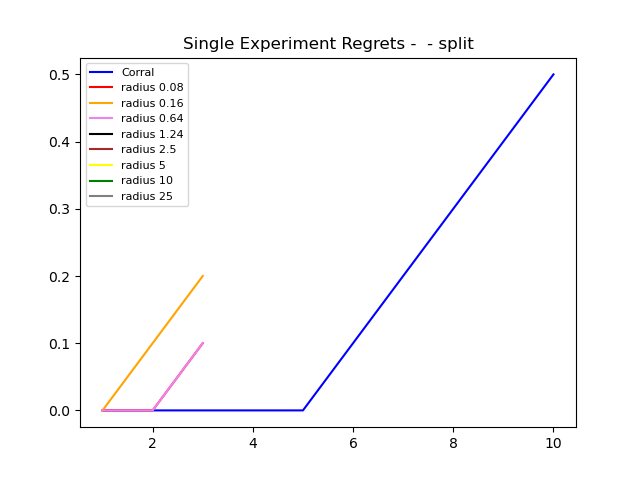 Single Experiment Regrets -  - split
Corral
radius 0.08
radius 0.16
radius 0.64
radius 1.24
radius 2.5
radius 5
radius 10
radius 25
0.5
0.4
0.3
0.2
0.1
0.0
2 4 6 8 10